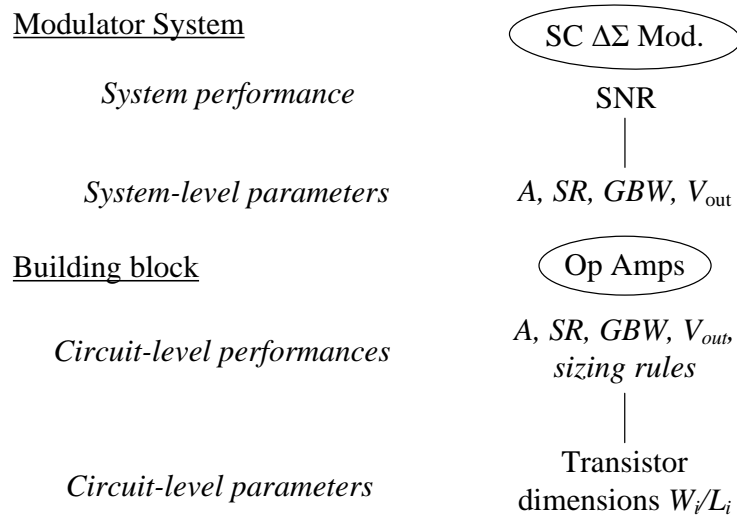 Modulator System
SC ΔΣ Mod.
System performance
SNR
System-level parameters
A, SR, GBW, Vout
Building block
Op Amps
Circuit-level performances
A, SR, GBW, Vout,
sizing rules
Circuit-level parameters
Transistor
dimensions Wi/Li